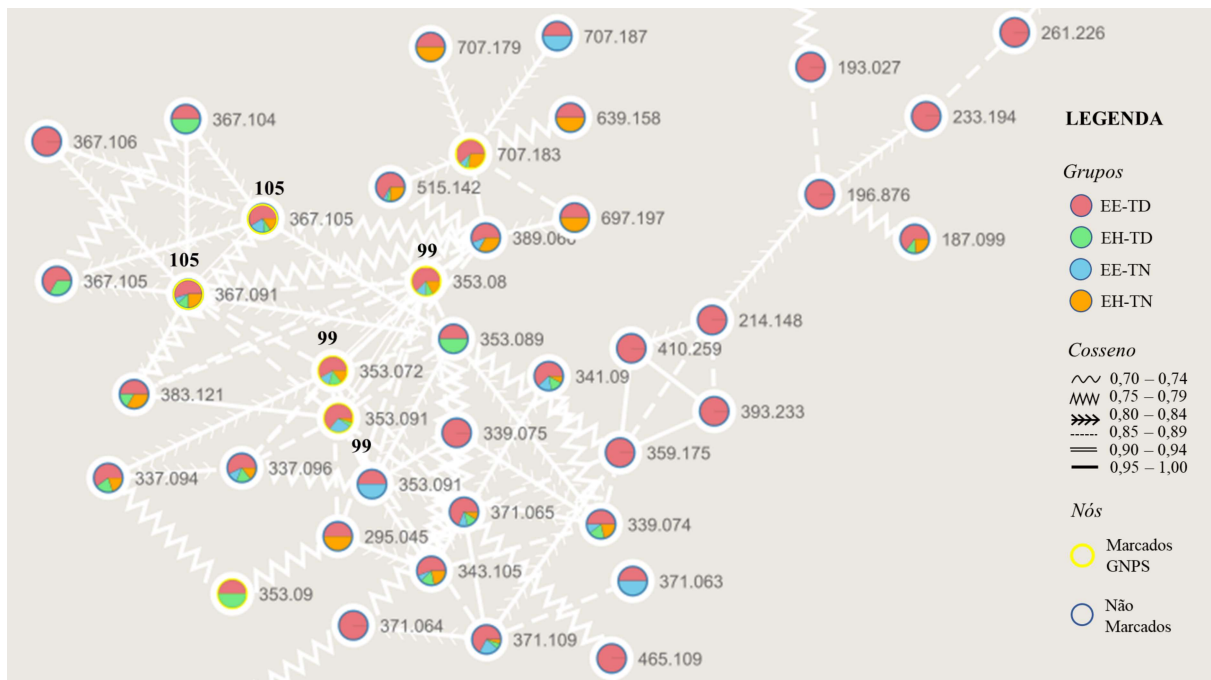 707.179
707.187
261.226
193.027
367.104
639.158
233.194
LEGENDA
367.106
707.183
Grupos
105
515.142
196.876
EE-TD
367.105
697.197
EH-TD
389.060
187.099
99
EE-TN
105
353.08
EH-TN
367.105
367.091
214.148
99
353.089
410.259
Cosseno
353.072
341.09
0,70 – 0,74
383.121
0,75 – 0,79
353.091
393.233
0,80 – 0,84
99
339.075
0,85 – 0,89
359.175
0,90 – 0,94
337.096
0,95 – 1,00
337.094
353.091
371.065
Nós
295.045
339.074
Marcados
GNPS
343.105
371.063
353.09
Não
Marcados
371.064
371.109
465.109